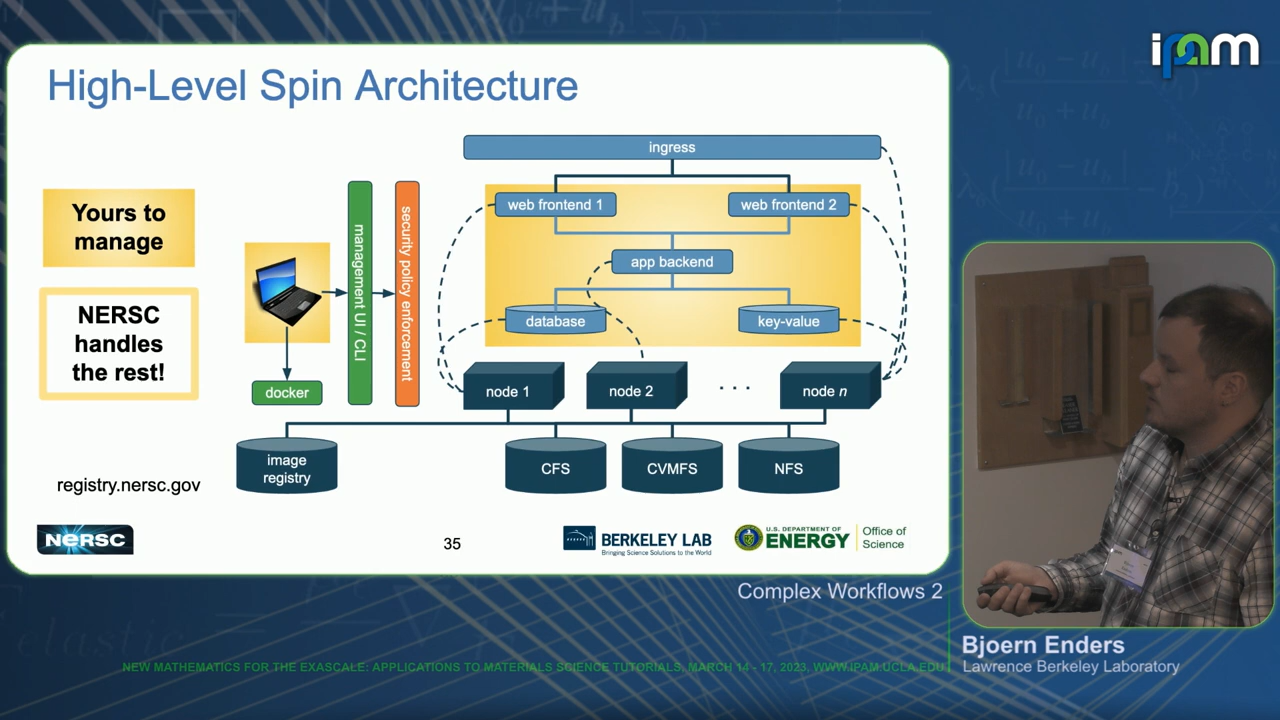 ipam
High-Level Spin Architecture
Yours to
manage
NERSC
handles
the rest!
registry.nersc.gov
docker
management UI / CLI
security policy enforcement
ingress
web frontend 1
web frontend 2
app backend
database
key-value
node 1
node 2
. . .
node n
image
registry
CFS
CVMFS
NFS
NERSC
35
BERKELEY LAB
Bringing Science Solutions to the World
U.S. DEPARTMENT OF
ENERGY
Office of
Science
Complex Workflows 2
Bjoern Enders
Lawrence Berkeley Laboratory
NEW MATHEMATICS FOR THE EXASCALE: APPLICATIONS TO MATERIALS SCIENCE TUTORIALS, MARCH 14 - 17, 2023, WWW.IPAM.UCLA.EDU
elastic